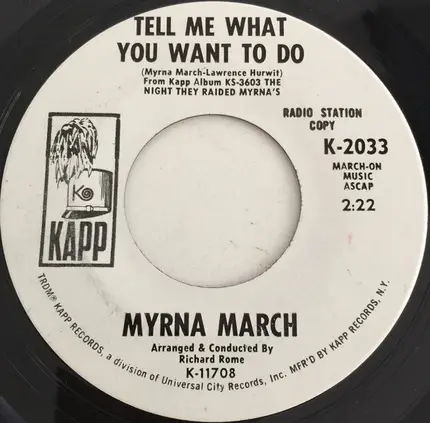 TELL ME WHAT
YOU WANT TO DO
(Myrna March-Lawrence Hurwit)
From Kapp Album KS-3603 THE
NIGHT THEY RAIDED MYRNA'S
RADIO STATION
COPY
K-2033
MARCH-ON
MUSIC
ASCAP
2:22
K
KAPP
MYRNA MARCH
Arranged & Conducted By
Richard Rome
K-11708
TRDM® KAPP RECORDS, a division of Universal City Records, Inc. MFR'D BY KAPP RECORDS, N.Y.